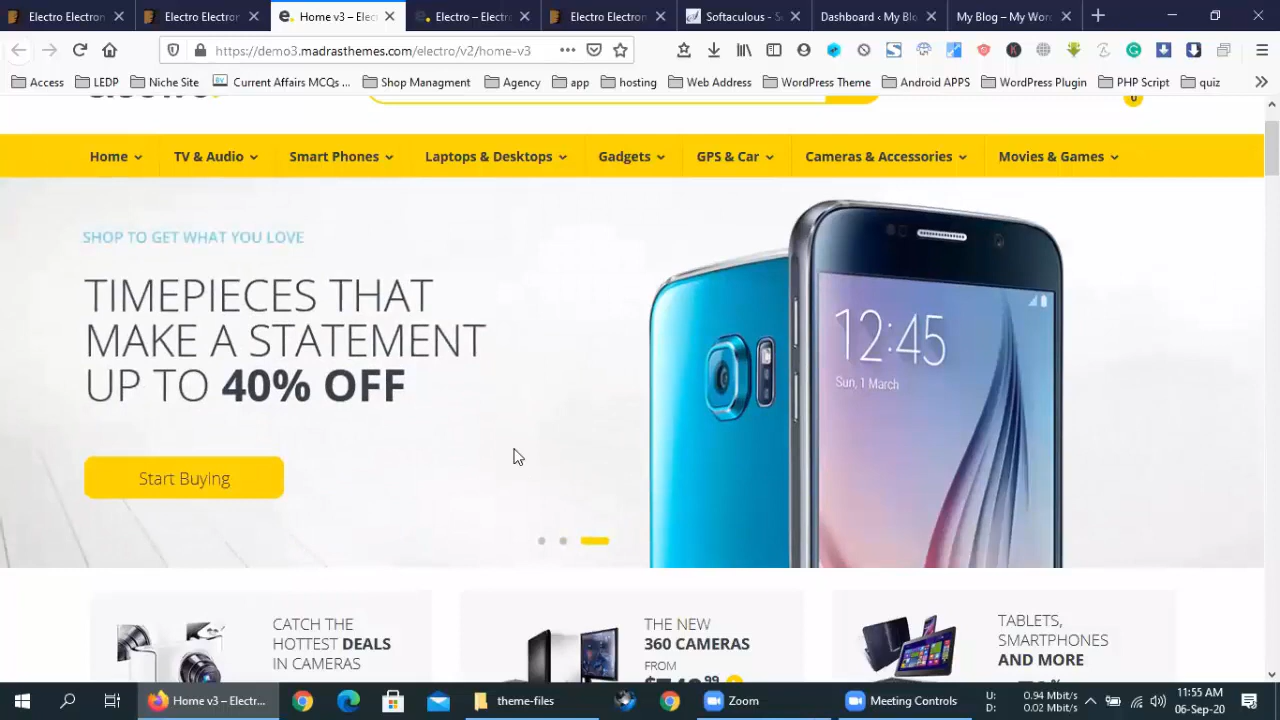 Electro Electron
Electro Electron
Home v3 – Elec
Electro – Electro
Electro Electron
Softaculous - S
Dashboard ‹ My Bl
My Blog – My Wor
https://demo3.madrasthemes.com/electro/v2/home-v3
Access
LEDP
Niche Site
Current Affairs MCQs ...
Shop Managment
Agency
app
hosting
Web Address
WordPress Theme
Android APPS
WordPress Plugin
PHP Script
quiz
0
Home
TV & Audio
Smart Phones
Laptops & Desktops
Gadgets
GPS & Car
Cameras & Accessories
Movies & Games
SHOP TO GET WHAT YOU LOVE
TIMEPIECES THAT
MAKE A STATEMENT
UP TO 40% OFF
Start Buying
12:45
Sun, 1 March
CATCH THE
HOTTEST DEALS
IN CAMERAS
THE NEW
360 CAMERAS
FROM
TABLETS,
SMARTPHONES
AND MORE
Home v3 – Electr...
theme-files
Zoom
Meeting Controls
U: 0.94 Mbit/s
D: 0.02 Mbit/s
11:55 AM
06-Sep-20